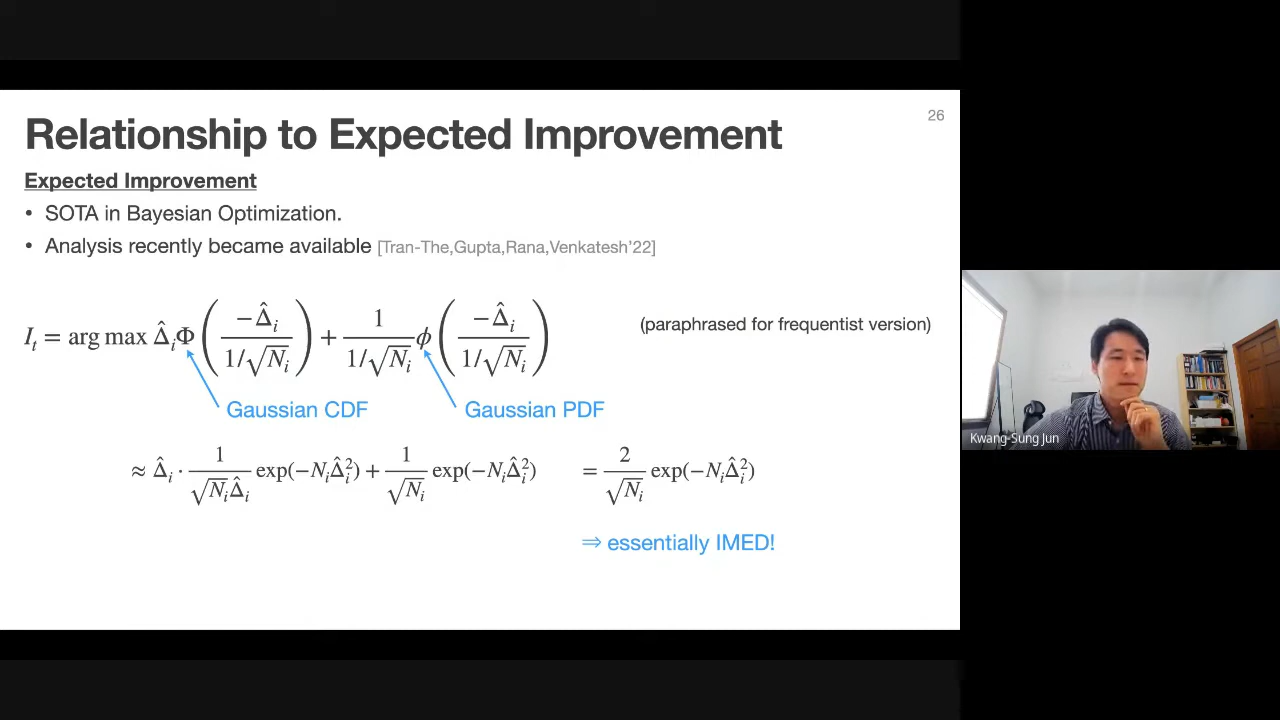 26
Relationship to Expected Improvement
Expected Improvement
• SOTA in Bayesian Optimization.
• Analysis recently became available [Tran-The,Gupta,Rana,Venkatesh'22]
I_t = arg max Δ̂_i Φ( −Δ̂_i / (1/√N_i) ) + 1/(1/√N_i) ϕ( −Δ̂_i / (1/√N_i) )
(paraphrased for frequentist version)
Gaussian CDF
Gaussian PDF
≈ Δ̂_i · 1/(√N_i Δ̂_i) exp(−N_i Δ̂_i²) + 1/√N_i exp(−N_i Δ̂_i²) = 2/√N_i exp(−N_i Δ̂_i²)
⇒ essentially IMED!
Kwang-Sung Jun